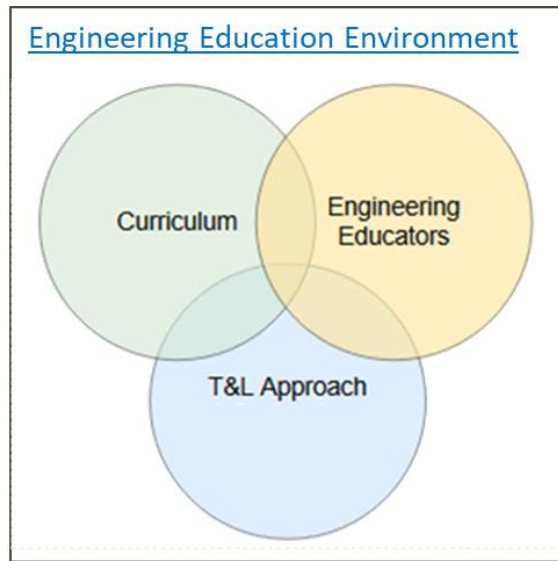 Engineering Education Environment
Curriculum
Engineering
Educators
T&L Approach